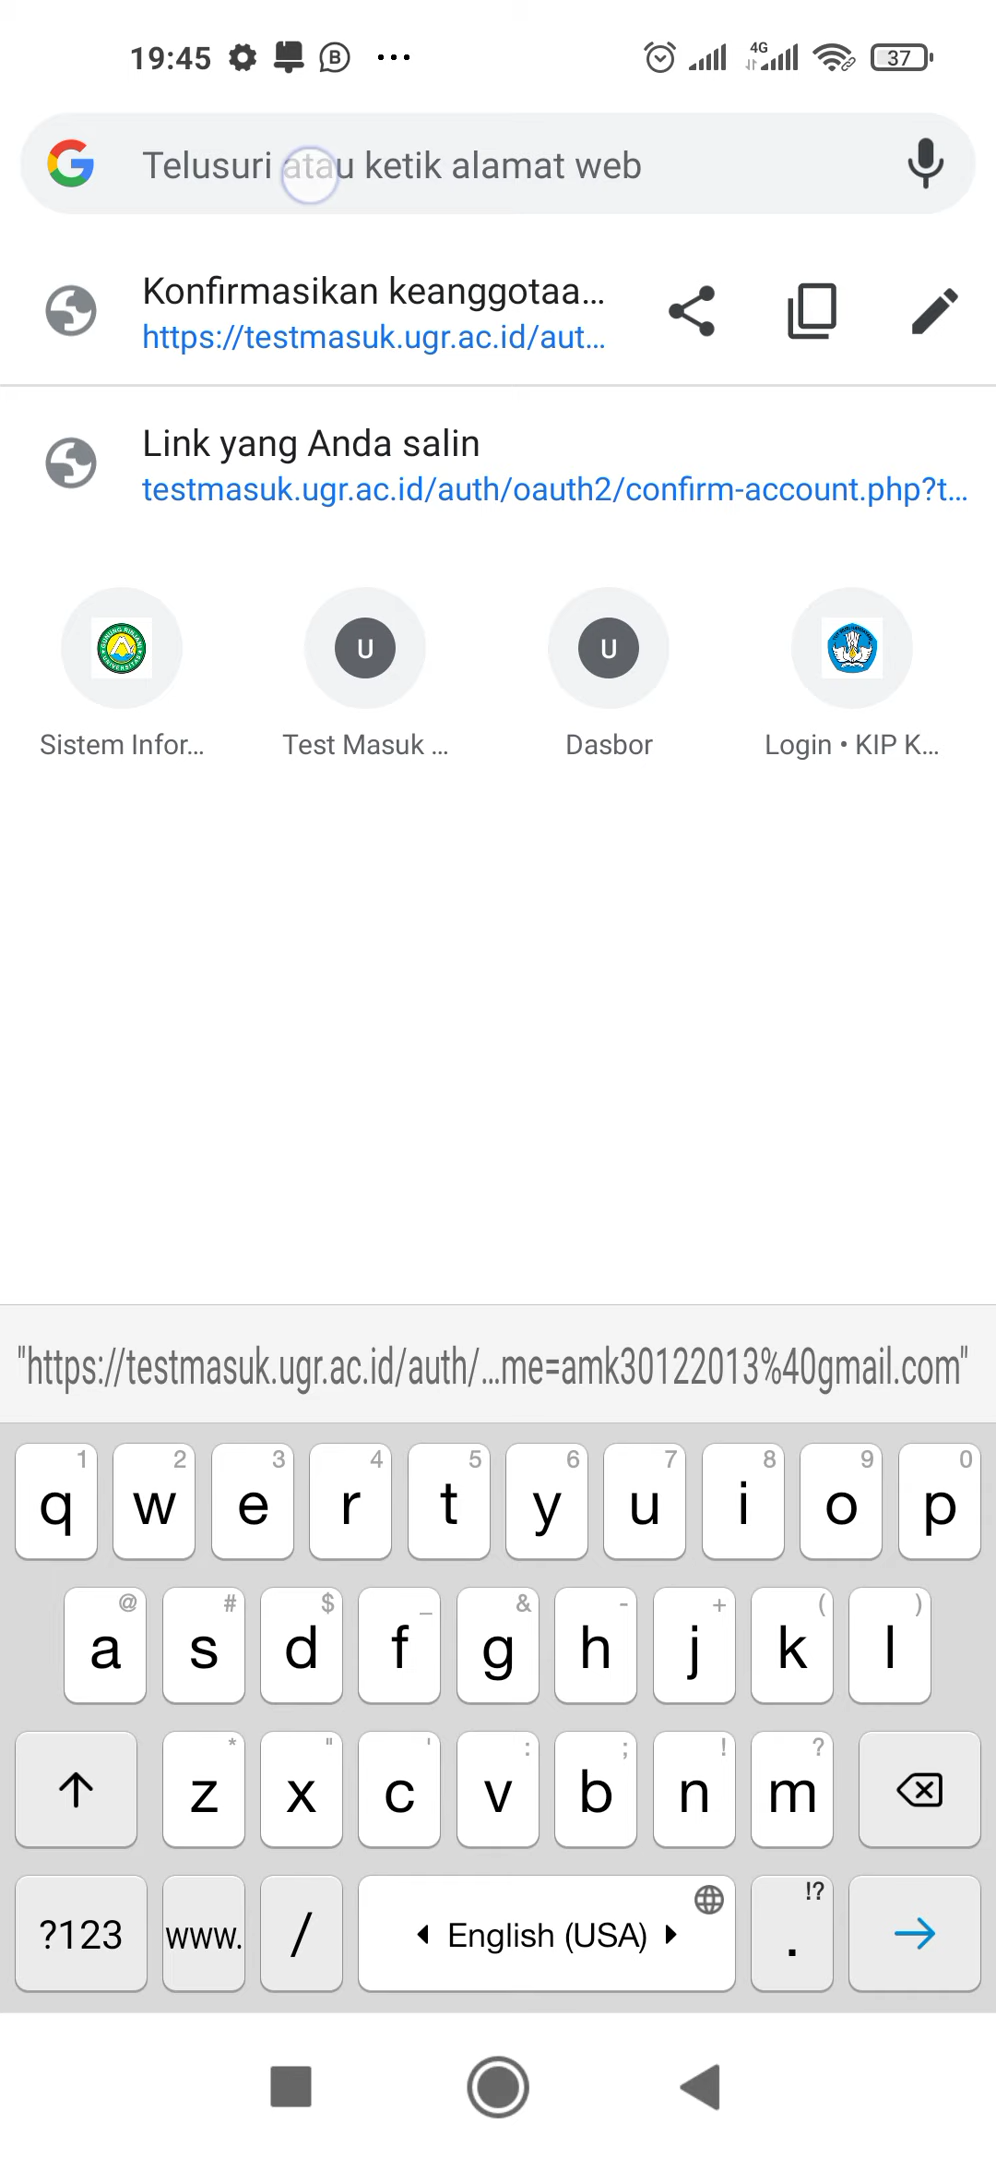 19:45 4G 37
Telusuri atau ketik alamat web
Konfirmasikan keanggotaa...
https://testmasuk.ugr.ac.id/aut...
Link yang Anda salin
testmasuk.ugr.ac.id/auth/oauth2/confirm-account.php?t...
U U
Sistem Infor... Test Masuk ... Dasbor Login • KIP K...
"https://testmasuk.ugr.ac.id/auth/...me=amk30122013%40gmail.com"
1 2 3 4 5 6 7 8 9 0
q w e r t y u i o p
@ # $ _ & - + ( )
a s d f g h j k l
* " ' : ; ! ?
z x c v b n m
!?
?123 www. / English (USA) .